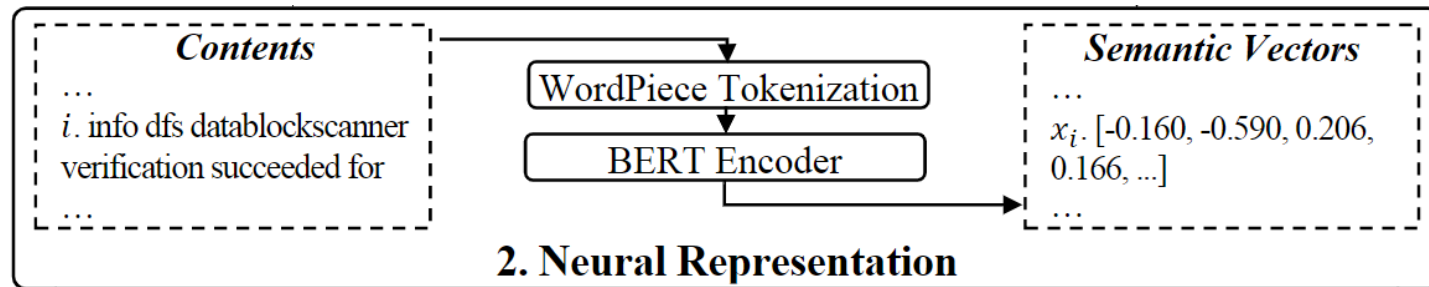 Contents
…
i. info dfs datablockscanner
verification succeeded for
…
WordPiece Tokenization
BERT Encoder
Semantic Vectors
…
xᵢ. [-0.160, -0.590, 0.206,
0.166, ...]
…
2. Neural Representation